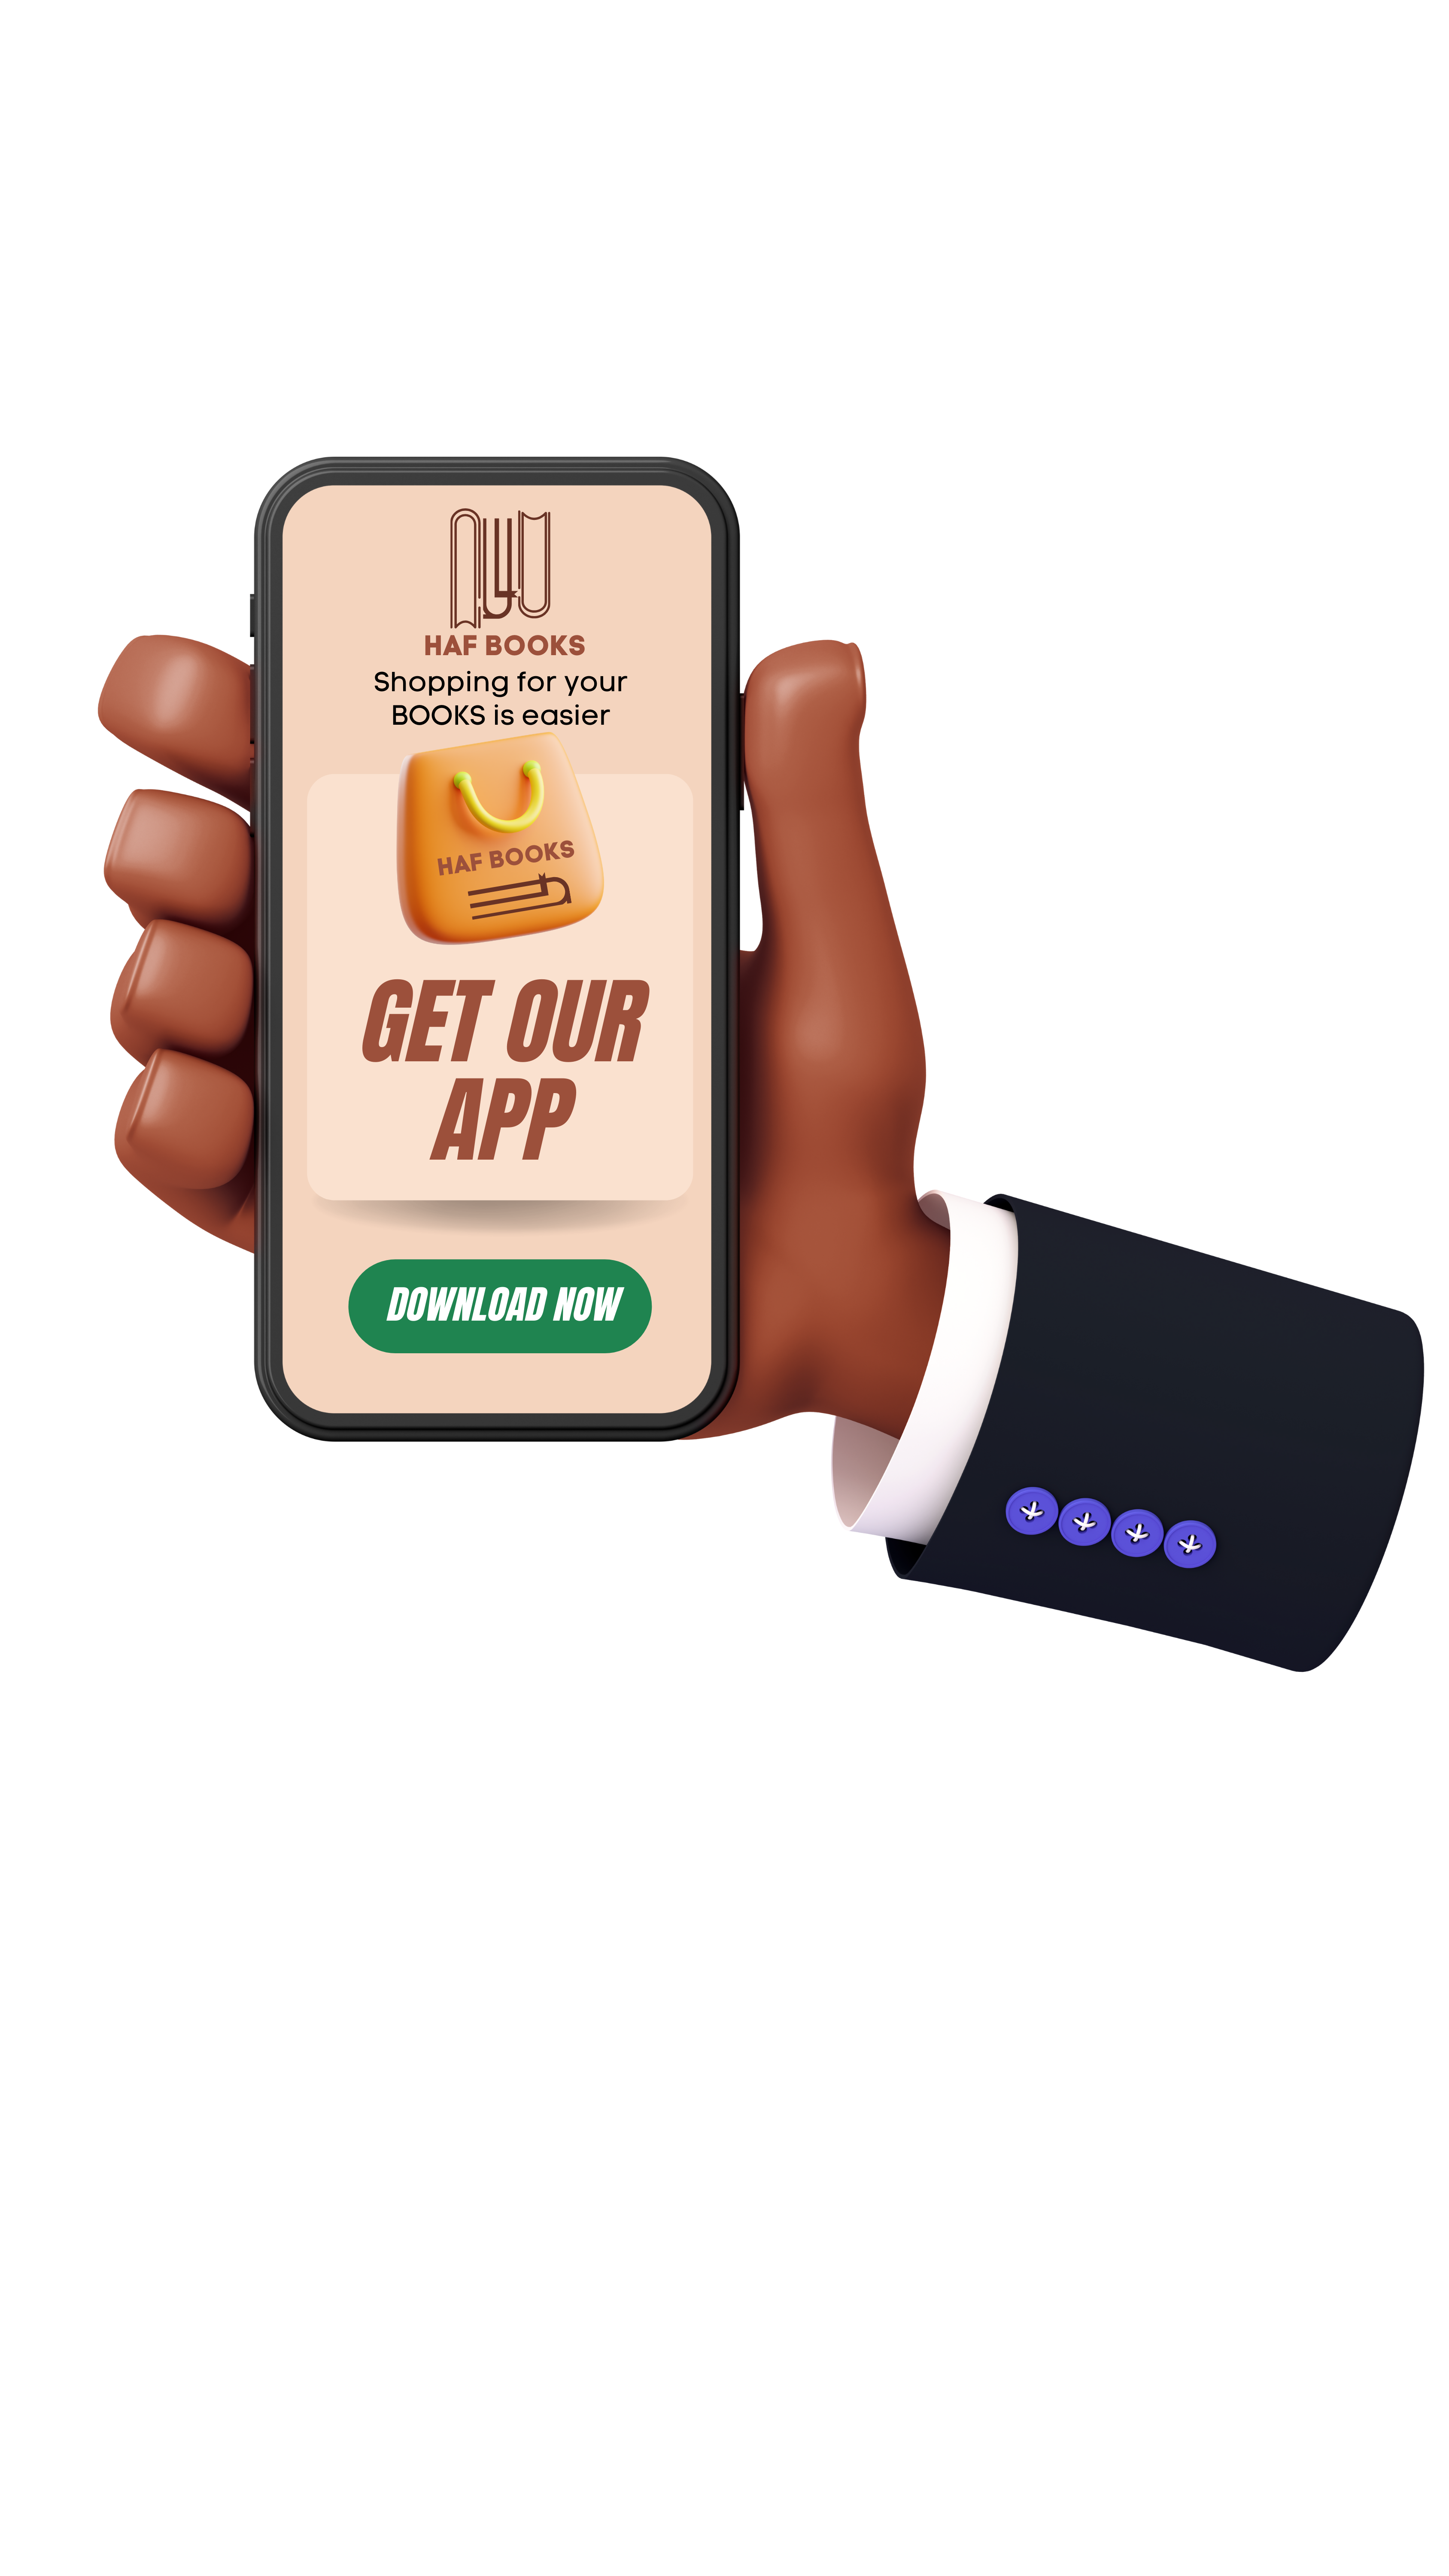 HAF BOOKS
Shopping for your
BOOKS is easier
HAF BOOKS
GET OUR
APP
DOWNLOAD NOW